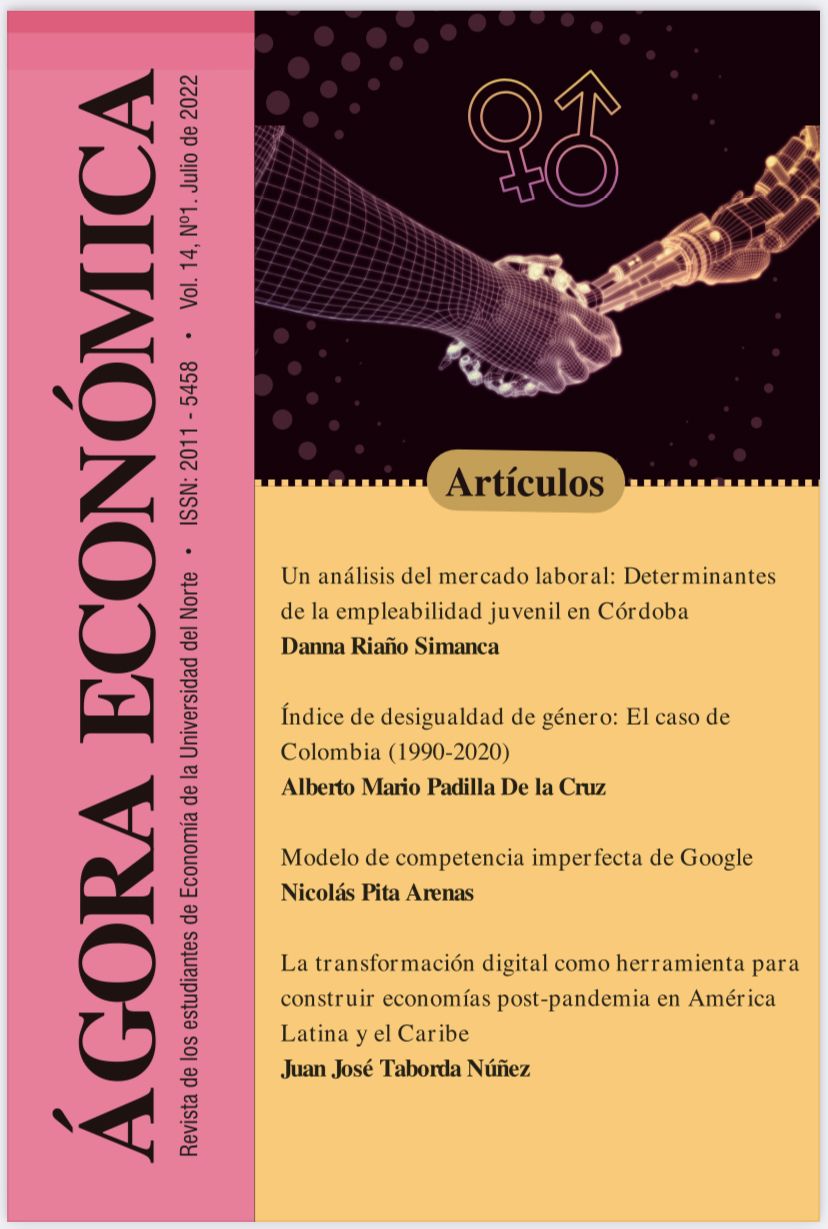 ÁGORA ECONÓMICA
Revista de los estudiantes de Economía de la Universidad del Norte • ISSN: 2011 - 5458 • Vol. 14, Nº1. Julio de 2022
Artículos
Un análisis del mercado laboral: Determinantes
de la empleabilidad juvenil en Córdoba
Danna Riaño Simanca
Índice de desigualdad de género: El caso de
Colombia (1990-2020)
Alberto Mario Padilla De la Cruz
Modelo de competencia imperfecta de Google
Nicolás Pita Arenas
La transformación digital como herramienta para
construir economías post-pandemia en América
Latina y el Caribe
Juan José Taborda Núñez